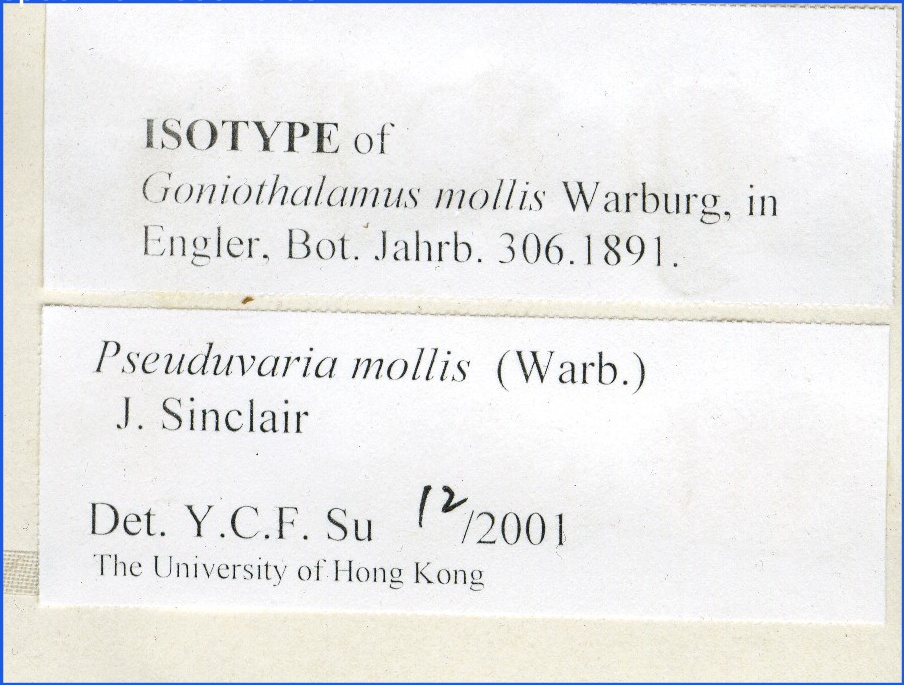 ISOTYPE of
Goniothalamus mollis Warburg, in
Engler, Bot. Jahrb. 306.1891.
Pseuduvaria mollis (Warb.)
J. Sinclair
Det. Y.C.F. Su 12/2001
The University of Hong Kong